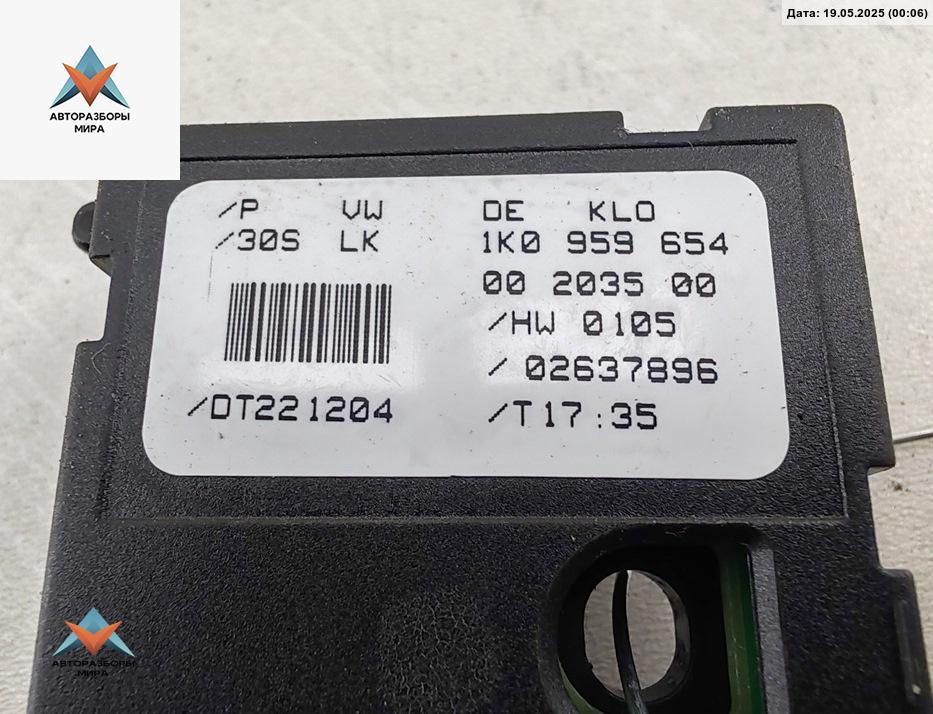 Дата: 19.05.2025 (00:06)
АВТОРАЗБОРЫ
МИРА
/P VW DE KLO
/30S LK 1K0 959 654
00 2035 00
/HW 0105
/ 02637896
/DT221204 /T17:35
АВТОРАЗБОРЫ
МИРА